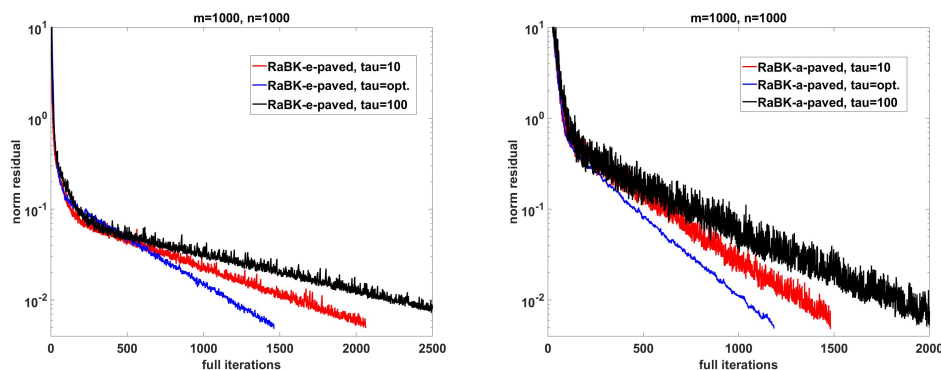 m=1000, n=1000
10^1
10^0
10^-1
10^-2
norm residual
RaBK-e-paved, tau=10
RaBK-e-paved, tau=opt.
RaBK-e-paved, tau=100
0 500 1000 1500 2000 2500
full iterations
m=1000, n=1000
10^1
10^0
10^-1
10^-2
norm residual
RaBK-a-paved, tau=10
RaBK-a-paved, tau=opt.
RaBK-a-paved, tau=100
0 500 1000 1500 2000
full iterations